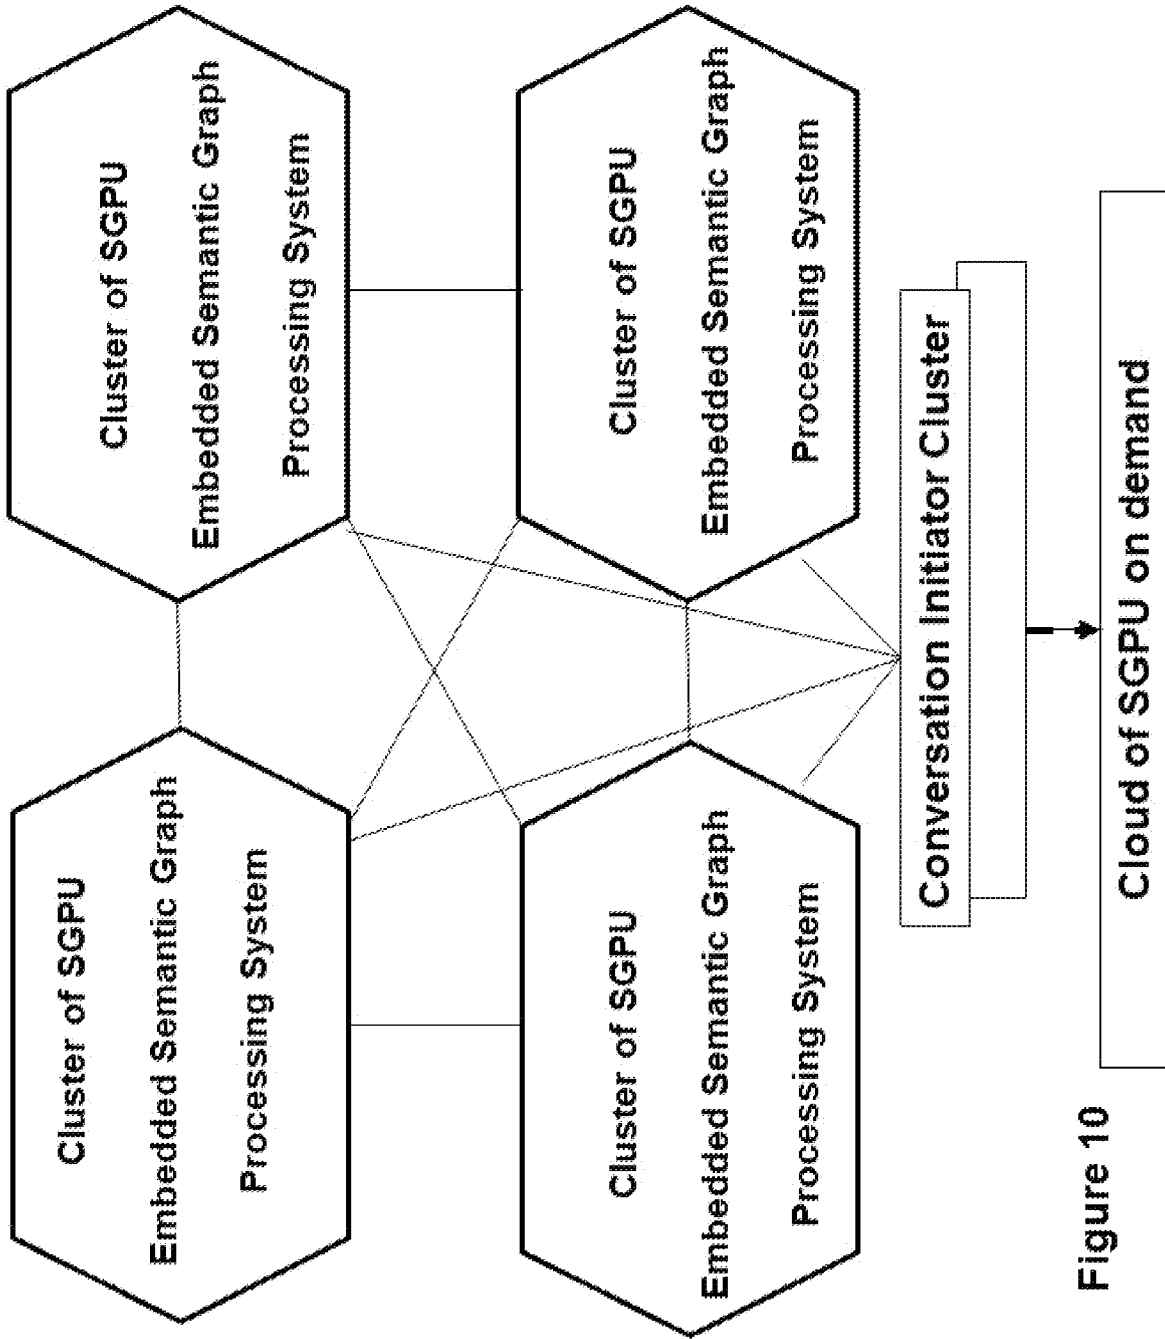 Cluster of SGPU
Embedded Semantic Graph
Processing System
Cluster of SGPU
Embedded Semantic Graph
Processing System
Cluster of SGPU
Embedded Semantic Graph
Processing System
Cluster of SGPU
Embedded Semantic Graph
Processing System
Conversation Initiator Cluster
Cloud of SGPU on demand
Figure 10